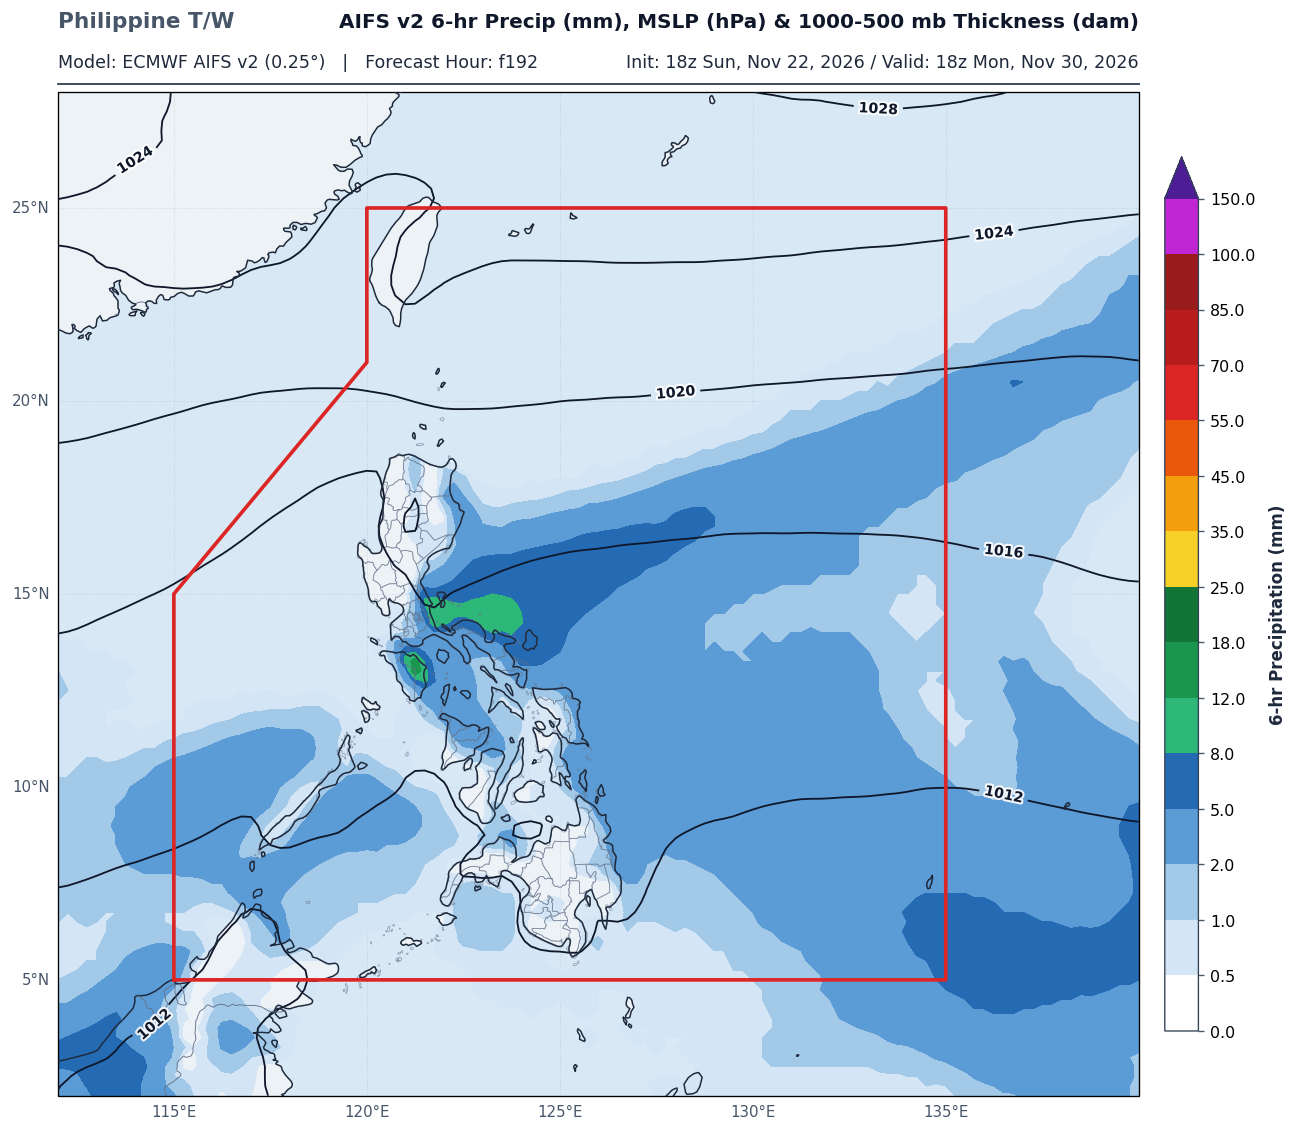 Philippine T/W
AIFS v2 6-hr Precip (mm), MSLP (hPa) & 1000-500 mb Thickness (dam)
Model: ECMWF AIFS v2 (0.25°)   |   Forecast Hour: f192
Init: 18z Sun, Nov 22, 2026 / Valid: 18z Mon, Nov 30, 2026
1028
1024
1024
1020
1016
1012
1012
25°N
20°N
15°N
10°N
5°N
115°E
120°E
125°E
130°E
135°E
150.0
100.0
85.0
70.0
55.0
45.0
35.0
25.0
18.0
12.0
8.0
5.0
2.0
1.0
0.5
0.0
6-hr Precipitation (mm)